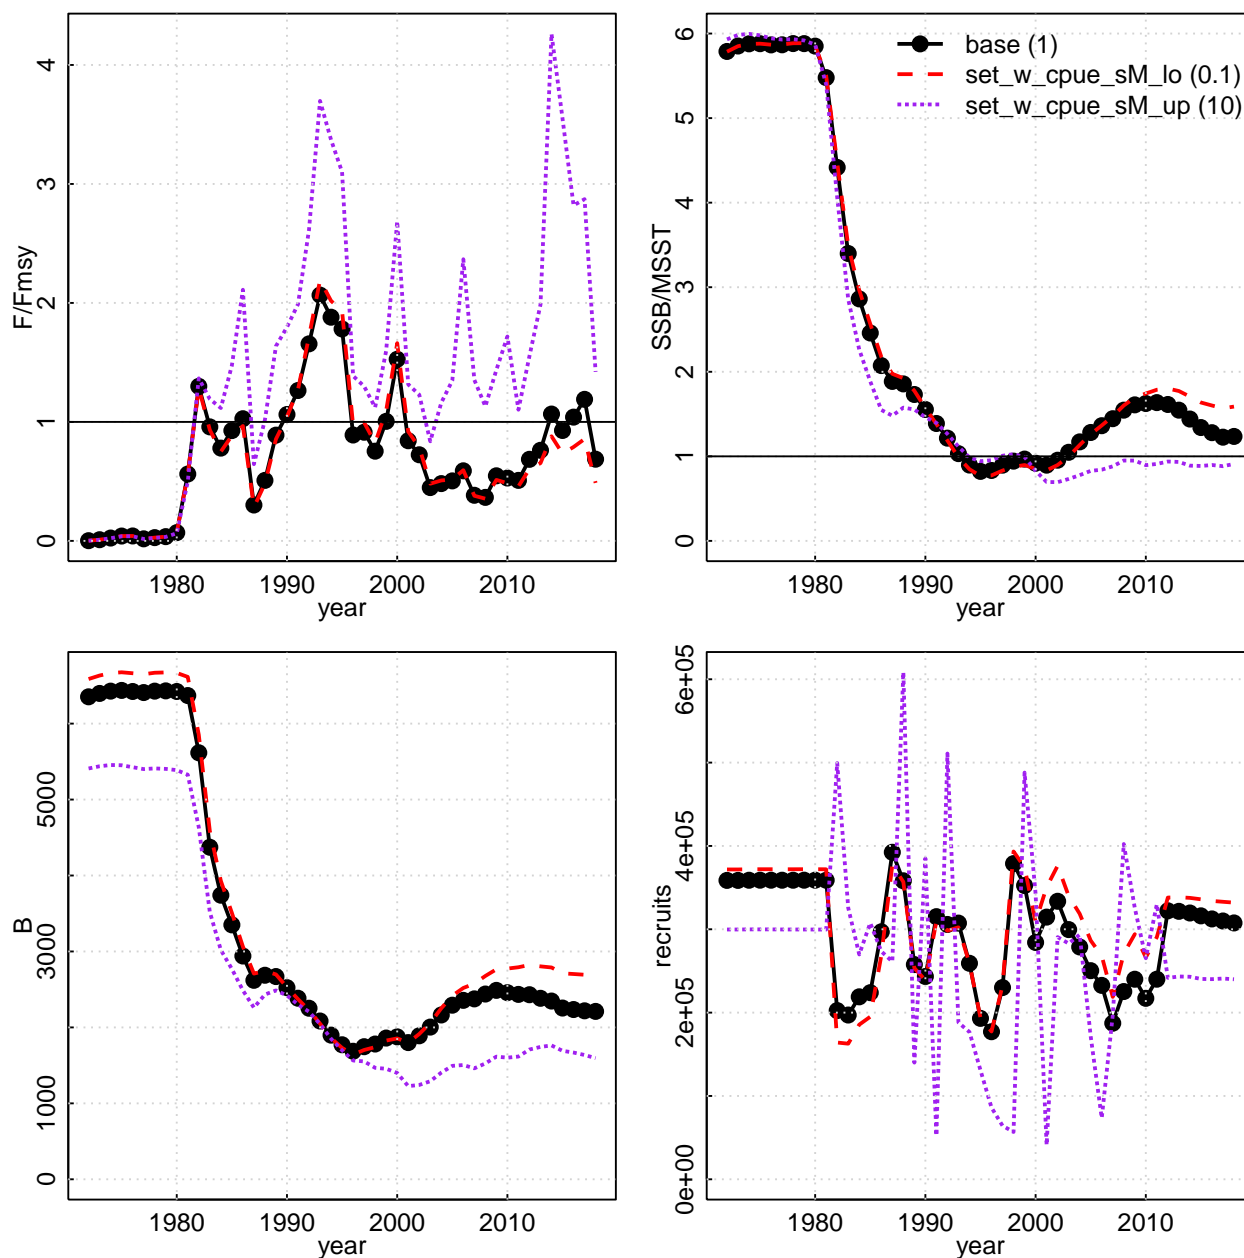 F/Fmsy
4
3
2
1
0
1980 1990 2000 2010
year
SSB/MSST
6
5
4
3
2
1
0
base (1)
set_w_cpue_sM_lo (0.1)
set_w_cpue_sM_up (10)
1980 1990 2000 2010
year
B
5000
3000
1000
0
1980 1990 2000 2010
year
recruits
6e+05
4e+05
2e+05
0e+00
1980 1990 2000 2010
year